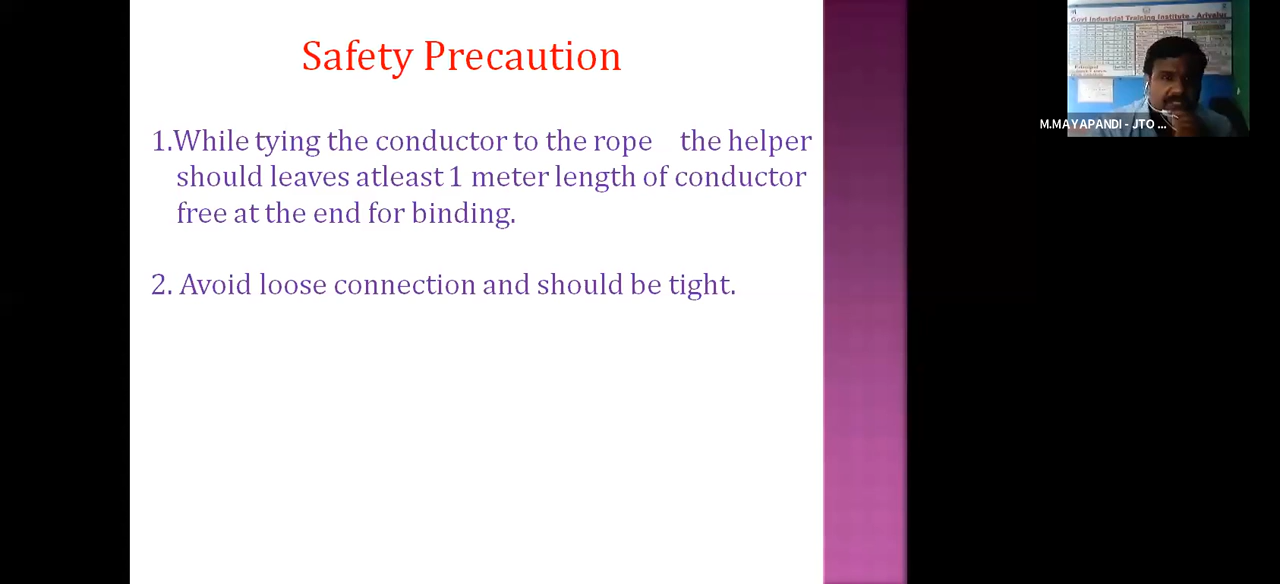 Safety Precaution
1.While tying the conductor to the rope the helper
should leaves atleast 1 meter length of conductor
free at the end for binding.
2. Avoid loose connection and should be tight.
Govt Industrial Training Institute - Ariyalur
M.MAYAPANDI - JTO ...